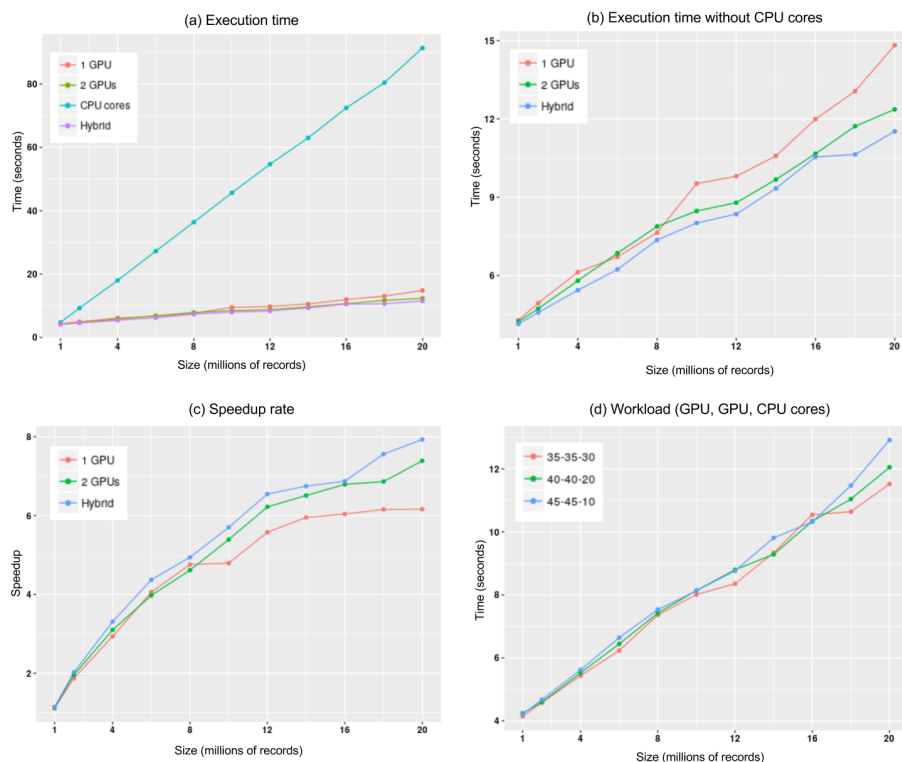 (a) Execution time
1 GPU
2 GPUs
CPU cores
Hybrid
80
60
40
20
0
Time (seconds)
1 4 8 12 16 20
Size (millions of records)
(b) Execution time without CPU cores
1 GPU
2 GPUs
Hybrid
15
12
9
6
Time (seconds)
1 4 8 12 16 20
Size (millions of records)
(c) Speedup rate
1 GPU
2 GPUs
Hybrid
8
6
4
2
Speedup
1 4 8 12 16 20
Size (millions of records)
(d) Workload (GPU, GPU, CPU cores)
35-35-30
40-40-20
45-45-10
12
10
8
6
4
Time (seconds)
1 4 8 12 16 20
Size (millions of records)